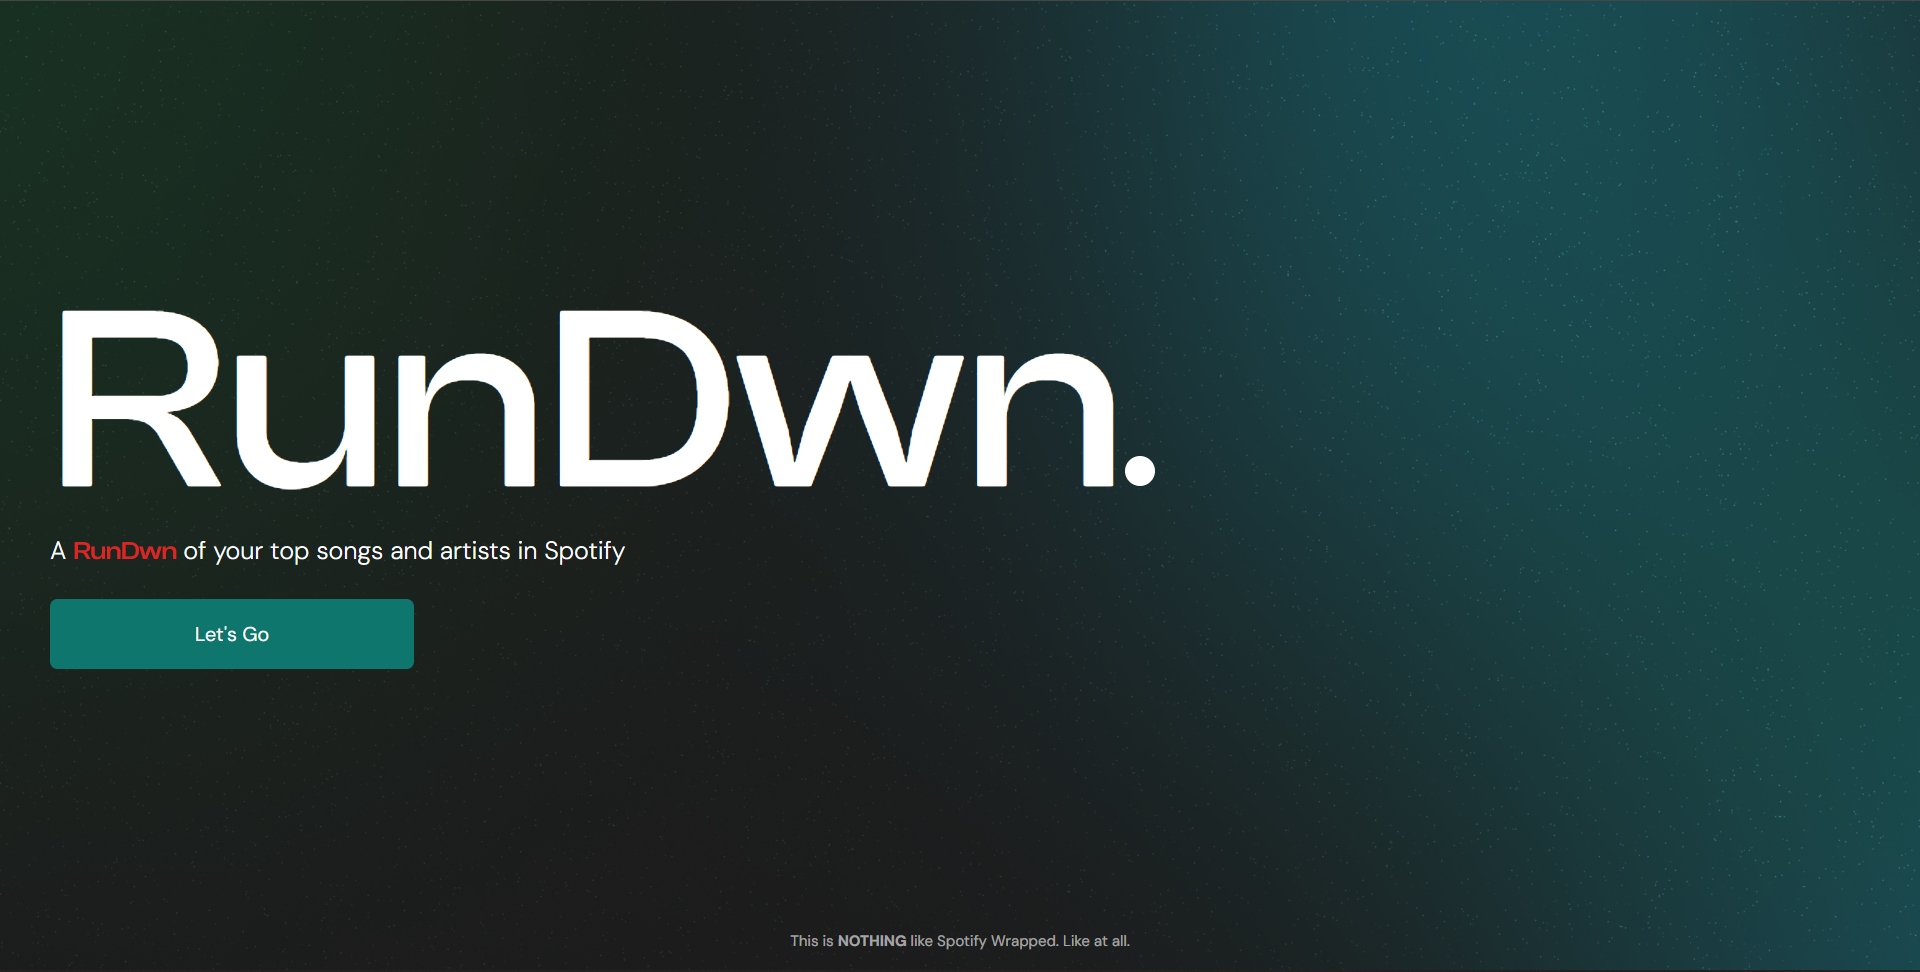 RunDwn.
A RunDwn of your top songs and artists in Spotify
Let's Go
This is NOTHING like Spotify Wrapped. Like at all.